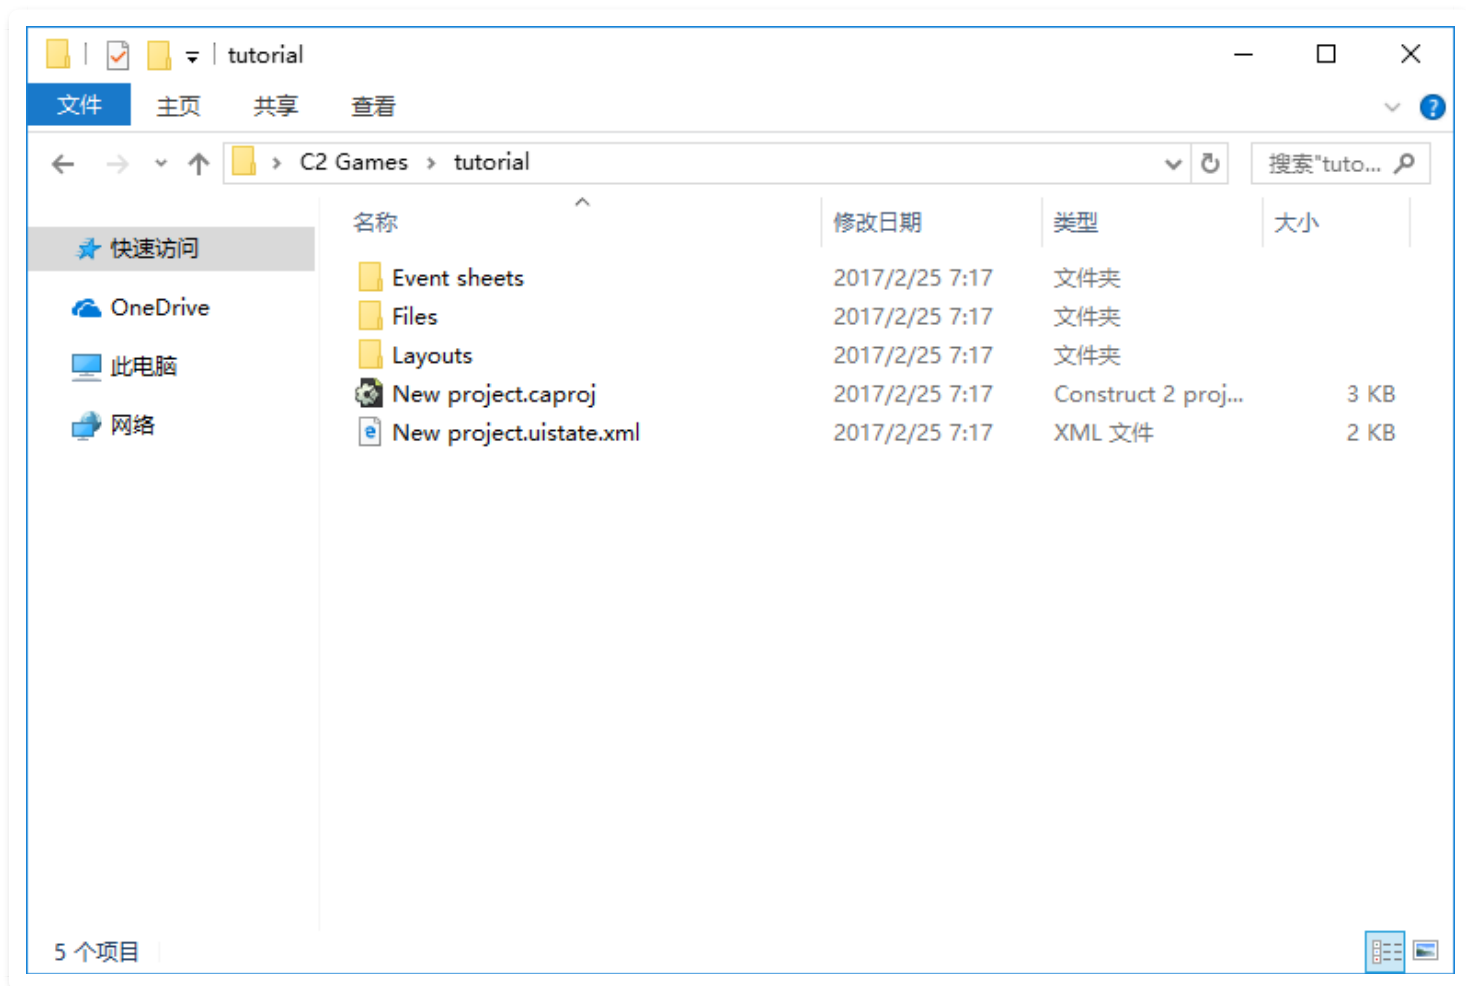 tutorial
文件 主页 共享 查看
C2 Games tutorial 搜索"tuto...
名称 修改日期 类型 大小
快速访问
OneDrive
此电脑
网络
Event sheets 2017/2/25 7:17 文件夹
Files 2017/2/25 7:17 文件夹
Layouts 2017/2/25 7:17 文件夹
New project.caproj 2017/2/25 7:17 Construct 2 proj... 3 KB
New project.uistate.xml 2017/2/25 7:17 XML 文件 2 KB
5 个项目